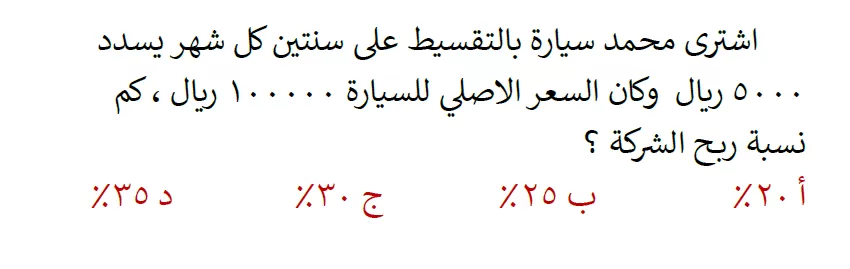 اشترى محمد سيارة بالتقسيط على سنتين كل شهر يسدد
٥٠٠٠ ريال وكان السعر الاصلي للسيارة ١٠٠٠٠٠ ريال ، كم
نسبة ربح الشركة ؟
أ ٢٠٪ ب ٢٥٪ ج ٣٠٪ د ٣٥٪